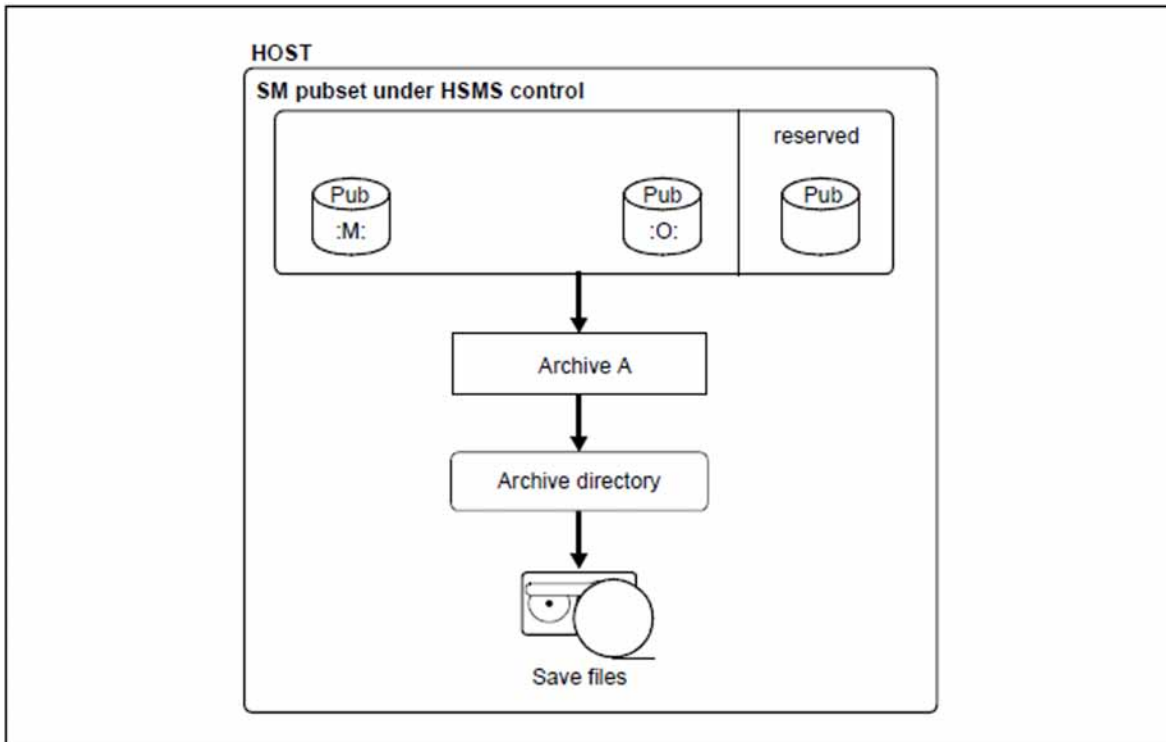 HOST
SM pubset under HSMS control
reserved
Pub
:M:
Pub
:O:
Pub
Archive A
Archive directory
Save files